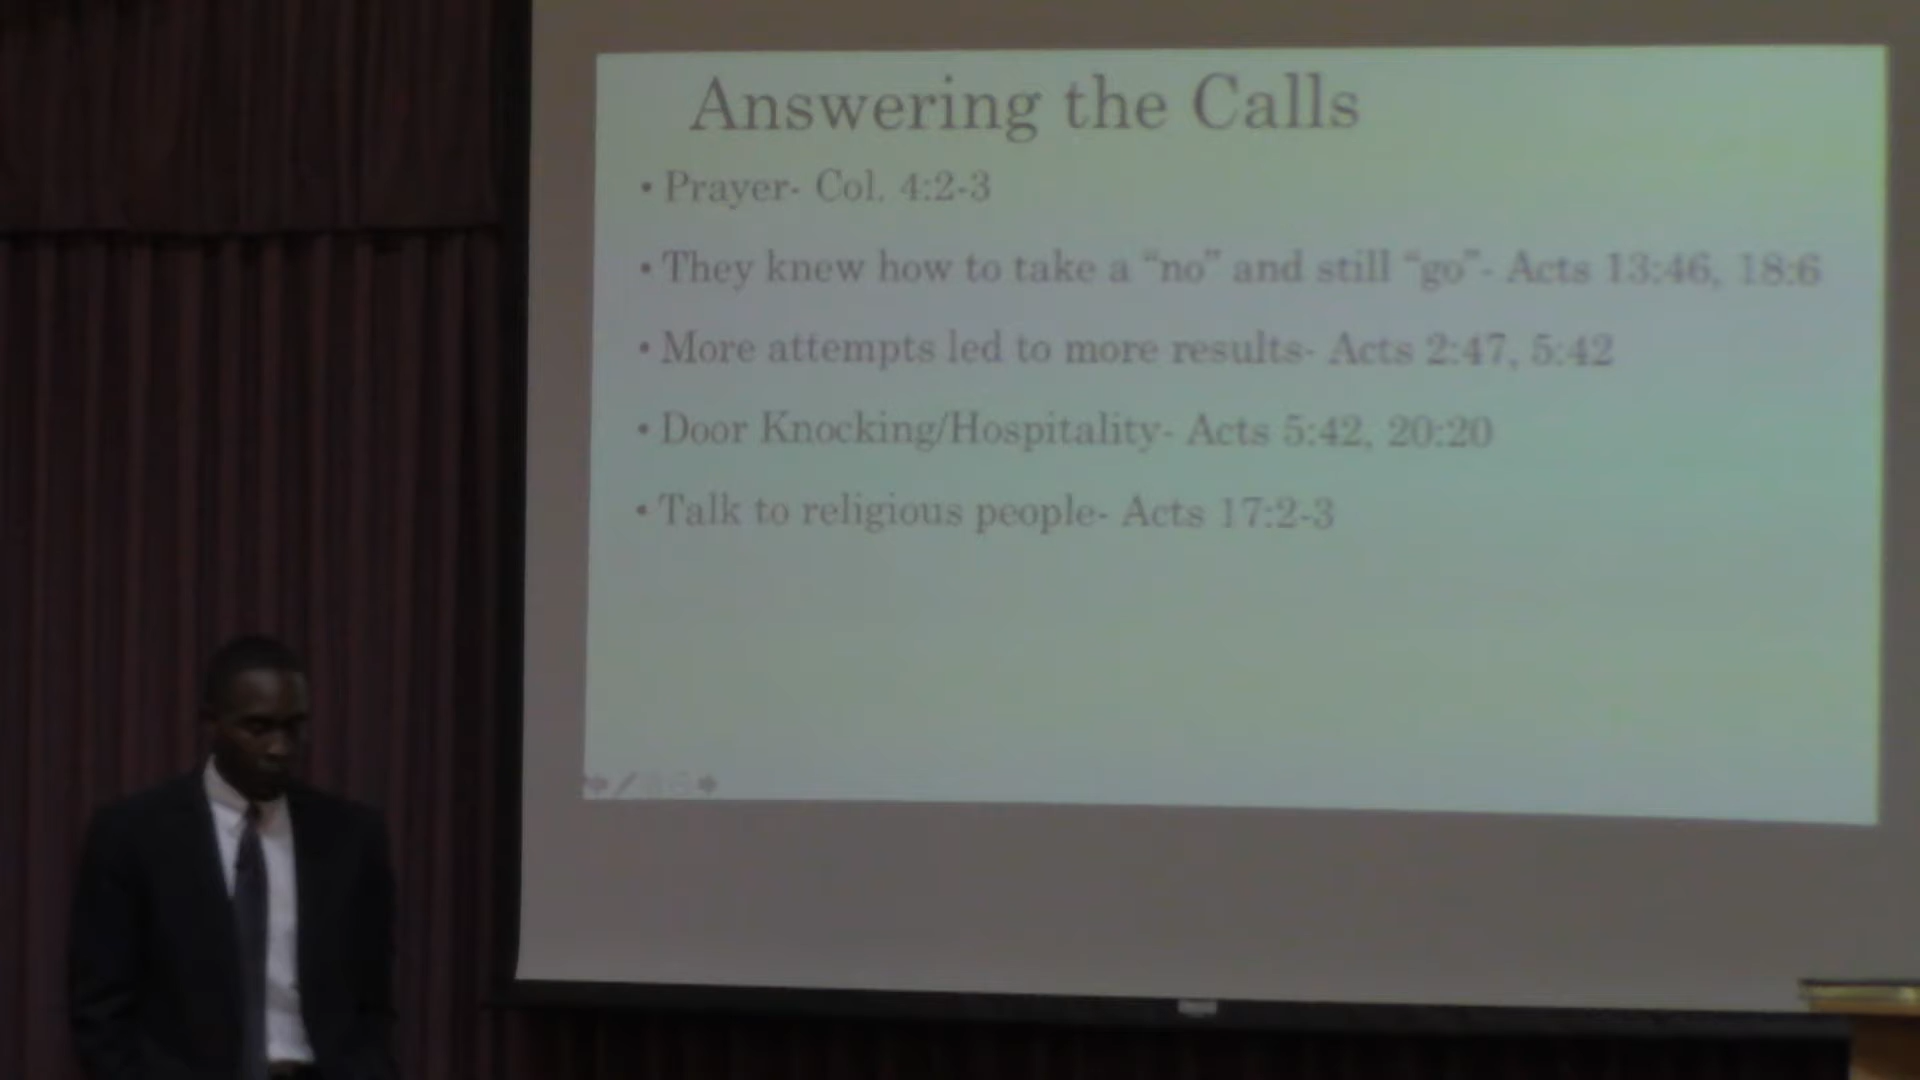 Answering the Calls
• Prayer- Col. 4:2-3
• They knew how to take a “no” and still “go”- Acts 13:46, 18:6
• More attempts led to more results- Acts 2:47, 5:42
• Door Knocking/Hospitality- Acts 5:42, 20:20
• Talk to religious people- Acts 17:2-3